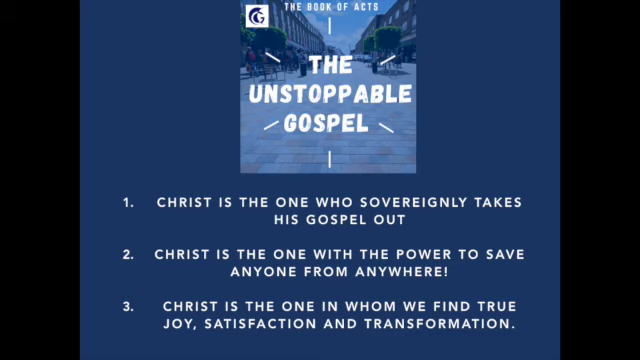 THE BOOK OF ACTS
THE
UNSTOPPABLE
GOSPEL
1. CHRIST IS THE ONE WHO SOVEREIGNLY TAKES
HIS GOSPEL OUT
2. CHRIST IS THE ONE WITH THE POWER TO SAVE
ANYONE FROM ANYWHERE!
3. CHRIST IS THE ONE IN WHOM WE FIND TRUE
JOY, SATISFACTION AND TRANSFORMATION.